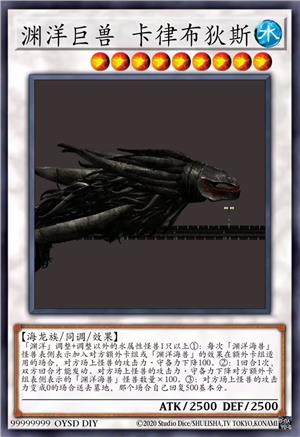 渊洋巨兽 卡律布狄斯
水
[海龙族/同调/效果]
「渊洋」调整+调整以外的水属性怪兽1只以上①：每次「渊洋海兽」
怪兽表侧表示加入对方额外卡组或「渊洋海兽」的效果在额外卡组适
用的场合，对方场上怪兽的攻击力·守备力下降100。②：1回合1次，
双方回合才能发动。对方场上怪兽的攻击力·守备力下降对方额外卡
组表侧表示的「渊洋海兽」怪兽数量×100。③：对方场上怪兽的攻击
力变成0的场合送去墓地，那个场合自己回复500基本分。
ATK/2500 DEF/2500
99999999 OYSD DIY
©2020 Studio Dice/SHUEISHA,TV TOKYO,KONAMI